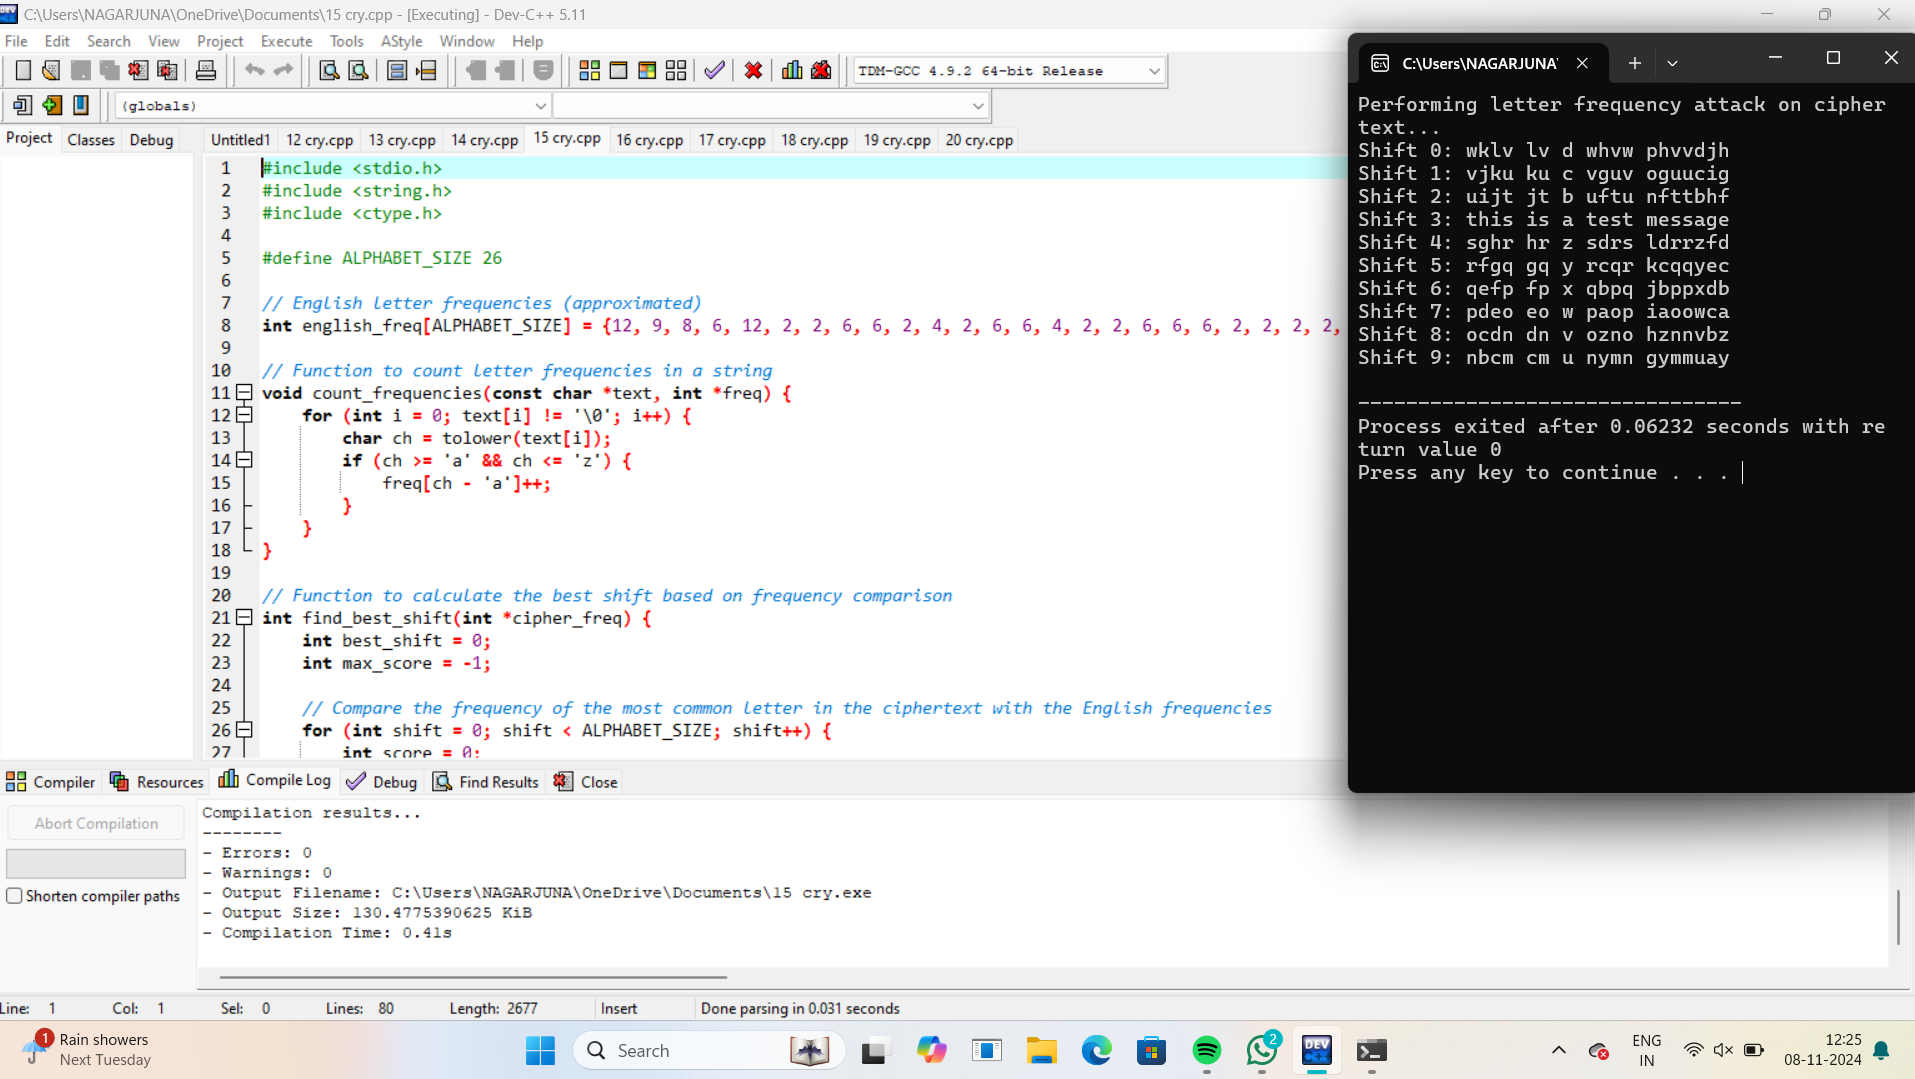 C:\Users\NAGARJUNA\OneDrive\Documents\15 cry.cpp - [Executing] - Dev-C++ 5.11
File Edit Search View Project Execute Tools AStyle Window Help
TDM-GCC 4.9.2 64-bit Release
(globals)
Project Classes Debug
Untitled1 12 cry.cpp 13 cry.cpp 14 cry.cpp 15 cry.cpp 16 cry.cpp 17 cry.cpp 18 cry.cpp 19 cry.cpp 20 cry.cpp
1 #include <stdio.h>
2 #include <string.h>
3 #include <ctype.h>
4
5 #define ALPHABET_SIZE 26
6
7 // English letter frequencies (approximated)
8 int english_freq[ALPHABET_SIZE] = {12, 9, 8, 6, 12, 2, 2, 6, 6, 2, 4, 2, 6, 6, 4, 2, 2, 6, 6, 6, 2, 2, 2, 2,
9
10 // Function to count letter frequencies in a string
11 void count_frequencies(const char *text, int *freq) {
12 for (int i = 0; text[i] != '\0'; i++) {
13 char ch = tolower(text[i]);
14 if (ch >= 'a' && ch <= 'z') {
15 freq[ch - 'a']++;
16 }
17 }
18 }
19
20 // Function to calculate the best shift based on frequency comparison
21 int find_best_shift(int *cipher_freq) {
22 int best_shift = 0;
23 int max_score = -1;
24
25 // Compare the frequency of the most common letter in the ciphertext with the English frequencies
26 for (int shift = 0; shift < ALPHABET_SIZE; shift++) {
27 int score = 0;
C:\Users\NAGARJUNA'
Performing letter frequency attack on cipher
text...
Shift 0: wklv lv d whvw phvvdjh
Shift 1: vjku ku c vguv oguucig
Shift 2: uijt jt b uftu nfttbhf
Shift 3: this is a test message
Shift 4: sghr hr z sdrs ldrrzfd
Shift 5: rfgq gq y rcqr kcqqyec
Shift 6: qefp fp x qbpq jbppxdb
Shift 7: pdeo eo w paop iaoowca
Shift 8: ocdn dn v ozno hznnvbz
Shift 9: nbcm cm u nymn gymmuay
--------------------------------
Process exited after 0.06232 seconds with re
turn value 0
Press any key to continue . . .
Compiler Resources Compile Log Debug Find Results Close
Abort Compilation
Shorten compiler paths
Compilation results...
--------
- Errors: 0
- Warnings: 0
- Output Filename: C:\Users\NAGARJUNA\OneDrive\Documents\15 cry.exe
- Output Size: 130.4775390625 KiB
- Compilation Time: 0.41s
Line: 1 Col: 1 Sel: 0 Lines: 80 Length: 2677 Insert Done parsing in 0.031 seconds
1
Rain showers
Next Tuesday
Search
DEV
C++
2
ENG
IN
12:25
08-11-2024